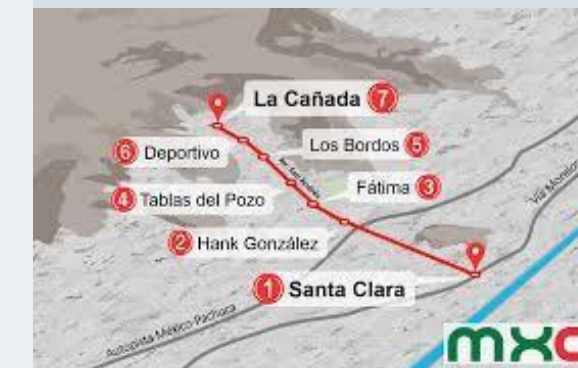 La Cañada 7
6 Deportivo
Los Bordos 5
4 Tablas del Pozo
Fátima 3
2 Hank González
1 Santa Clara
Autopista México-Pachuca
mxc